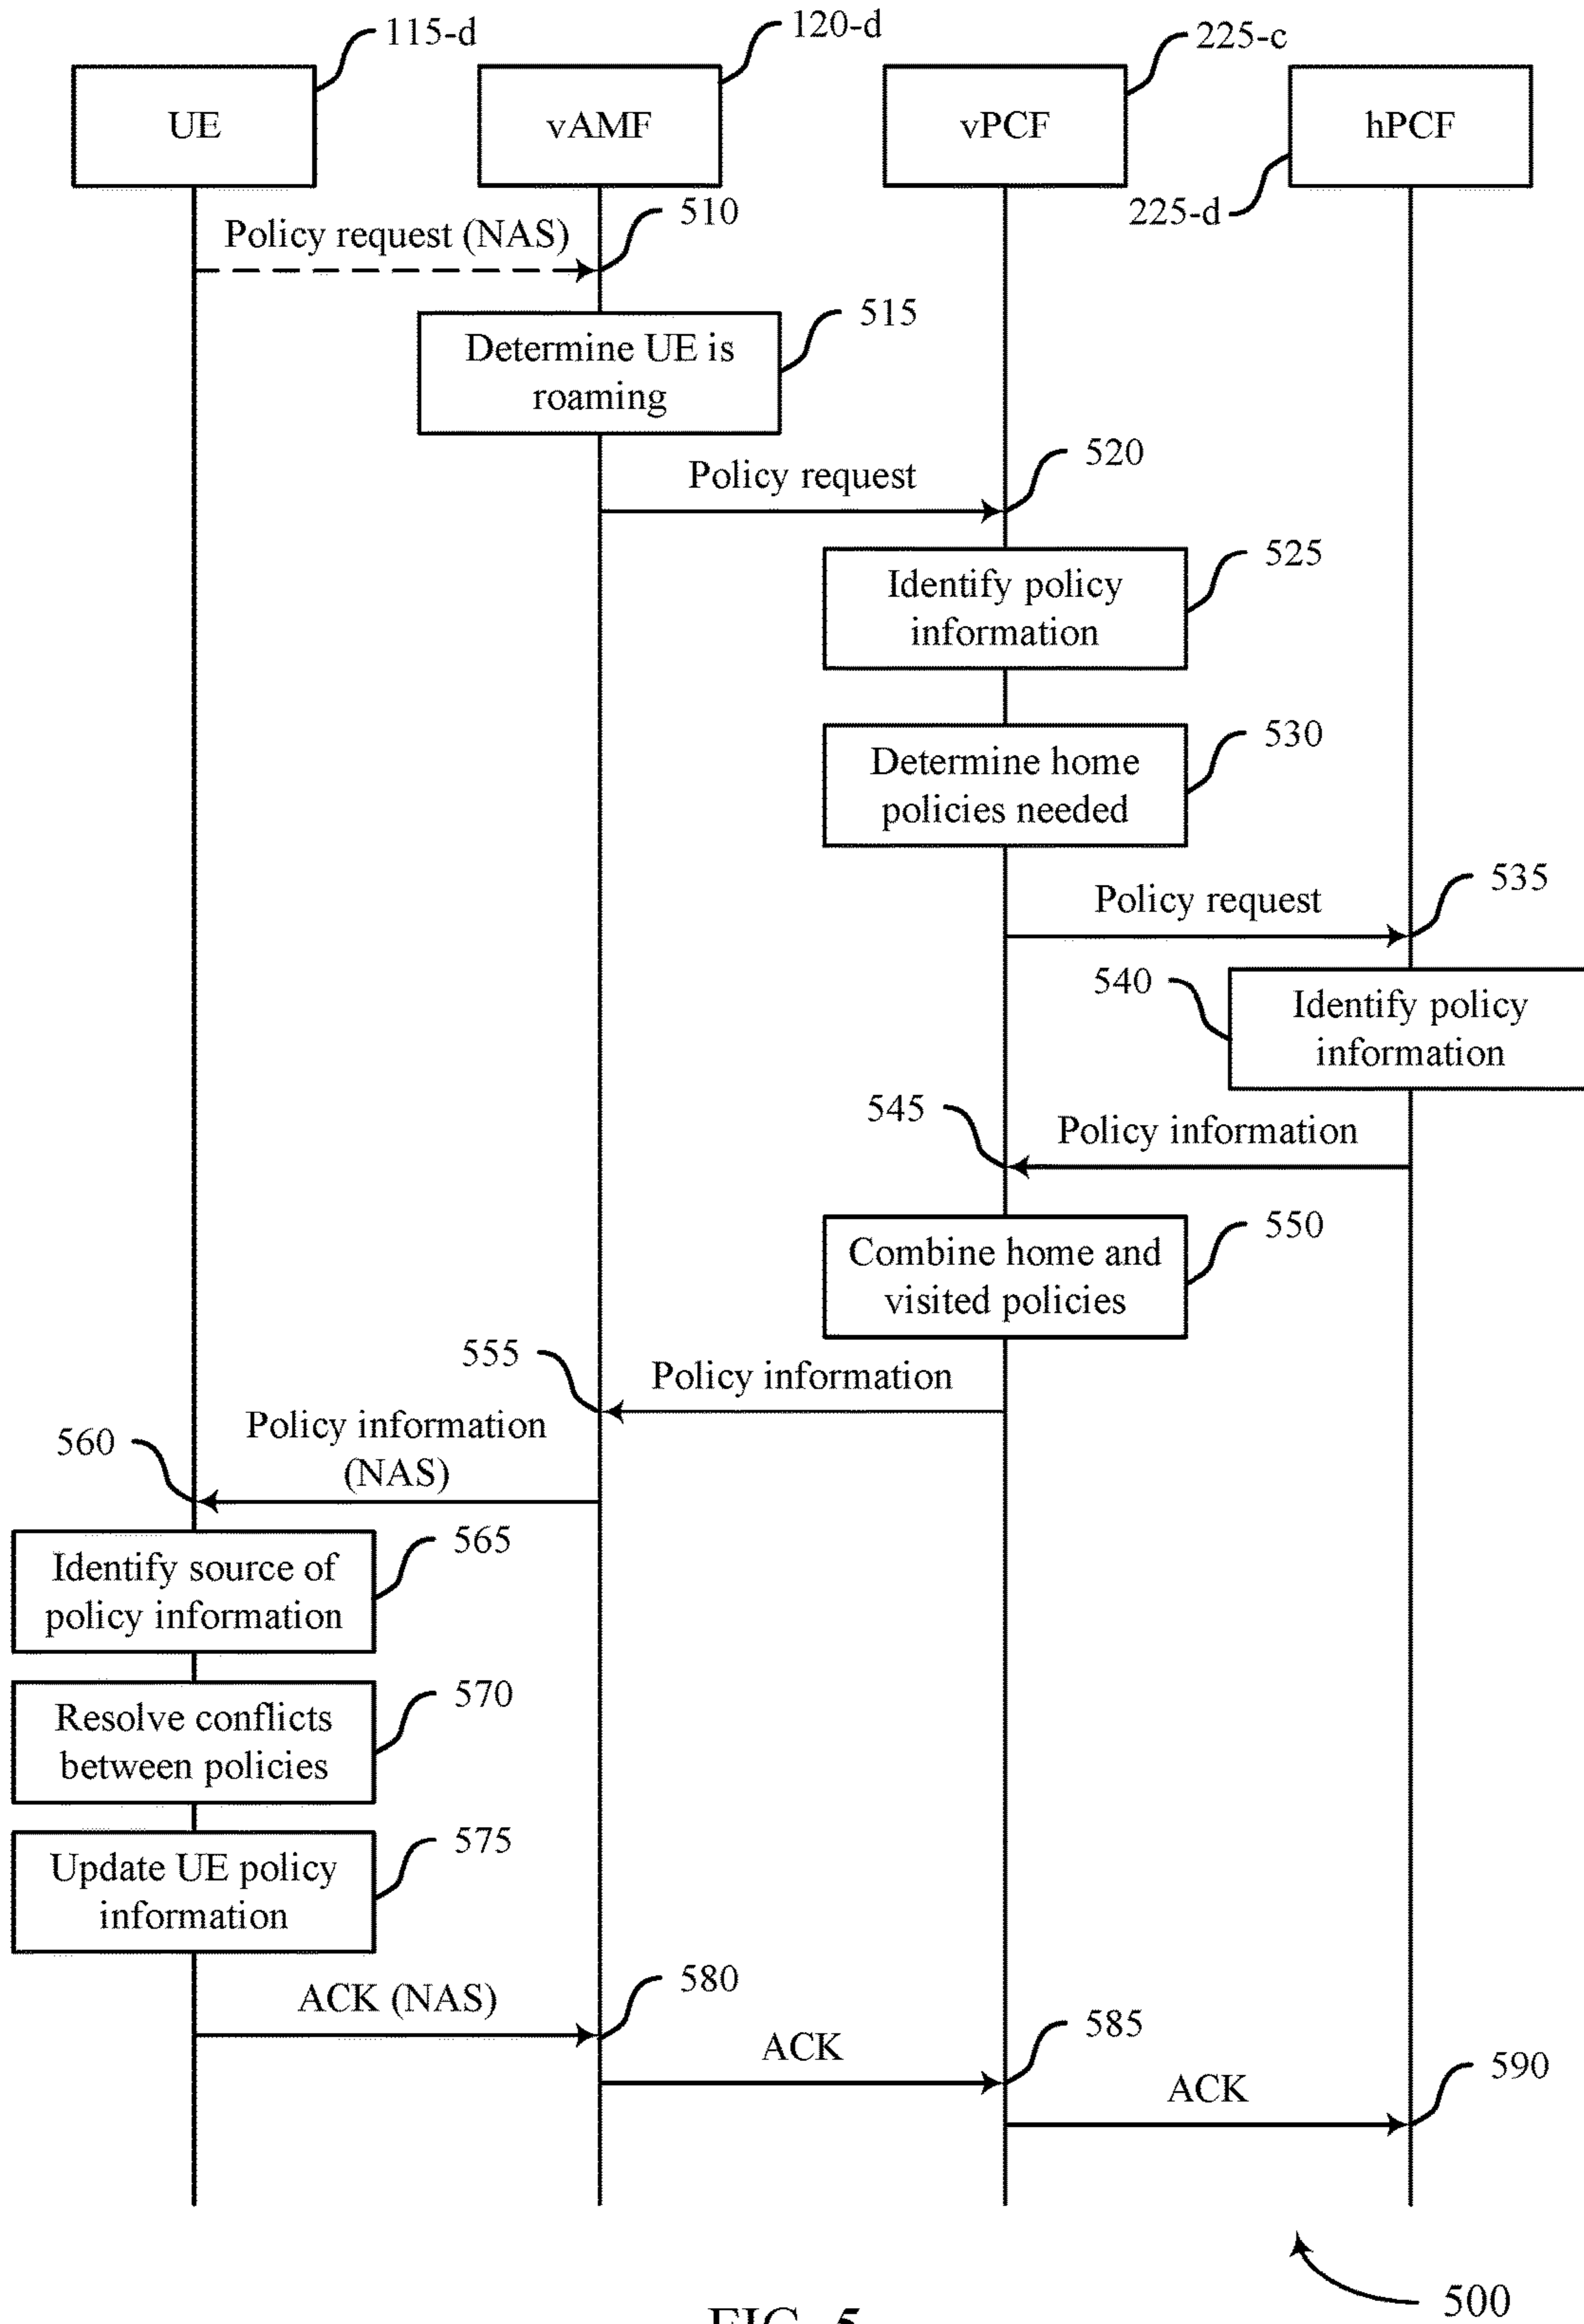 115-d
120-d
225-c
UE
vAMF
vPCF
hPCF
225-d
510
Policy request (NAS)
515
Determine UE is
roaming
520
Policy request
525
Identify policy
information
530
Determine home
policies needed
535
Policy request
540
Identify policy
information
545
Policy information
550
Combine home and
visited policies
555
Policy information
560
Policy information
(NAS)
565
Identify source of
policy information
570
Resolve conflicts
between policies
575
Update UE policy
information
580
ACK (NAS)
585
ACK
590
ACK
500
FIG. 5